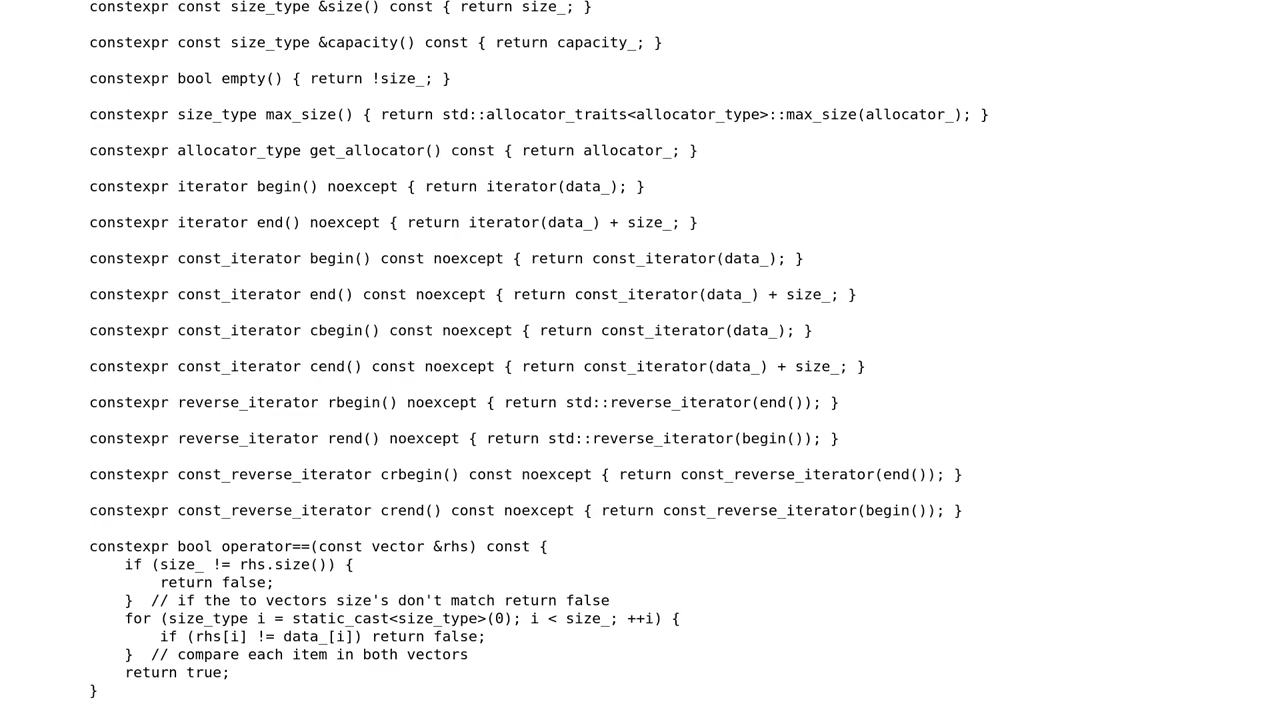 constexpr const size_type &size() const { return size_; }
constexpr const size_type &capacity() const { return capacity_; }
constexpr bool empty() { return !size_; }
constexpr size_type max_size() { return std::allocator_traits<allocator_type>::max_size(allocator_); }
constexpr allocator_type get_allocator() const { return allocator_; }
constexpr iterator begin() noexcept { return iterator(data_); }
constexpr iterator end() noexcept { return iterator(data_) + size_; }
constexpr const_iterator begin() const noexcept { return const_iterator(data_); }
constexpr const_iterator end() const noexcept { return const_iterator(data_) + size_; }
constexpr const_iterator cbegin() const noexcept { return const_iterator(data_); }
constexpr const_iterator cend() const noexcept { return const_iterator(data_) + size_; }
constexpr reverse_iterator rbegin() noexcept { return std::reverse_iterator(end()); }
constexpr reverse_iterator rend() noexcept { return std::reverse_iterator(begin()); }
constexpr const_reverse_iterator crbegin() const noexcept { return const_reverse_iterator(end()); }
constexpr const_reverse_iterator crend() const noexcept { return const_reverse_iterator(begin()); }
constexpr bool operator==(const vector &rhs) const {
    if (size_ != rhs.size()) {
        return false;
    }  // if the to vectors size's don't match return false
    for (size_type i = static_cast<size_type>(0); i < size_; ++i) {
        if (rhs[i] != data_[i]) return false;
    }  // compare each item in both vectors
    return true;
}